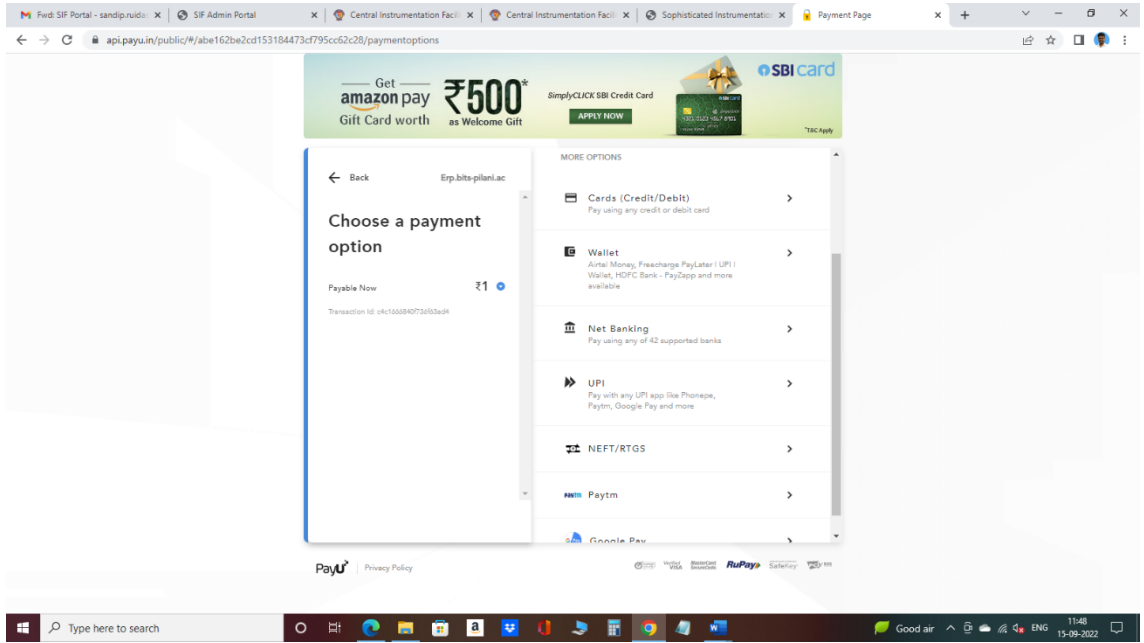 Fwd: SIF Portal - sandip.ruida
SIF Admin Portal
Central Instrumentation Facili
Central Instrumentation Facili
Sophisticated Instrumentatio
Payment Page
api.payu.in/public/#/abe162be2cd153184473cf795cc62c28/paymentoptions
Get
amazon pay
Gift Card worth
₹500*
as Welcome Gift
SimplyCLICK SBI Credit Card
APPLY NOW
SBI card
*T&C Apply
Back
Erp.bits-pilani.ac
Choose a payment
option
Payable Now
₹1
Transaction Id:
MORE OPTIONS
Cards (Credit/Debit)
Pay using any credit or debit card
Wallet
Airtel Money, Freecharge PayLater | UPI |
Wallet, HDFC Bank - PayZapp and more
available
Net Banking
Pay using any of 42 supported banks
UPI
Pay with any UPI app like Phonepe,
Paytm, Google Pay and more
NEFT/RTGS
Paytm
Google Pay
PayU
Privacy Policy
Verified
VISA
MasterCard
SecureCode
RuPay
SafeKey
Type here to search
Good air
ENG
11:48
15-09-2022